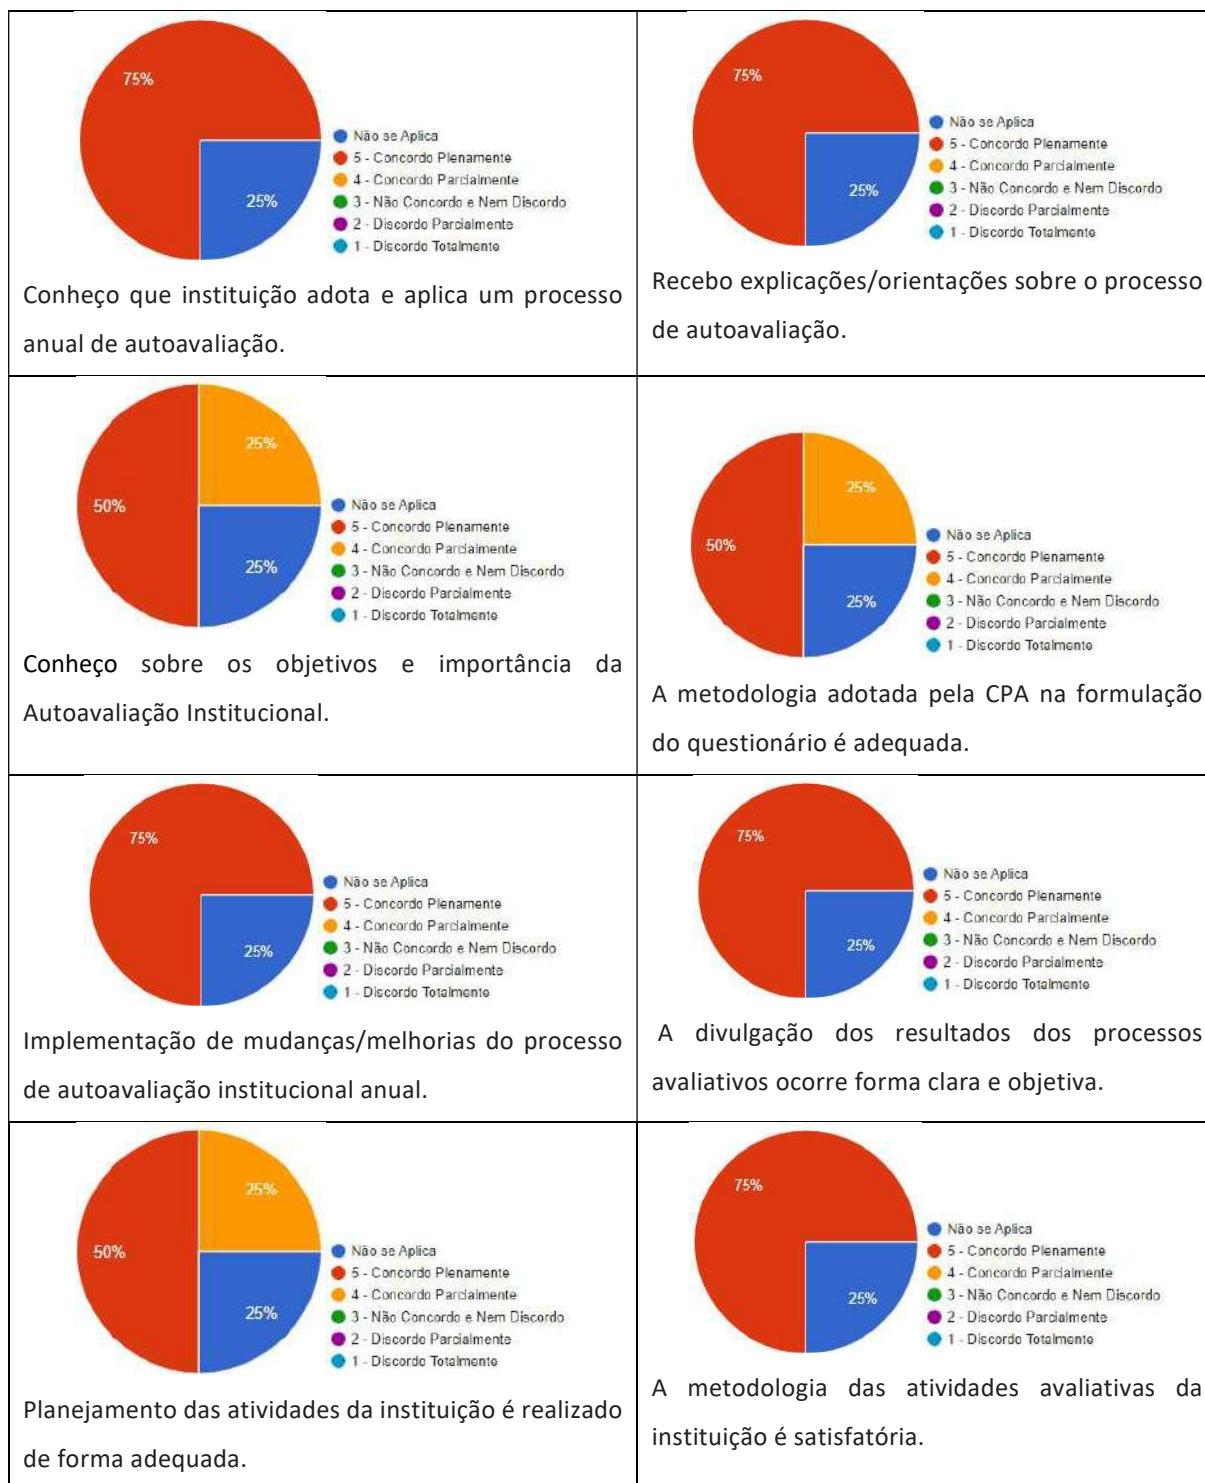 75%
25%
Não se Aplica
5 - Concordo Plenamente
4 - Concordo Parcialmente
3 - Não Concordo e Nem Discordo
2 - Discordo Parcialmente
1 - Discordo Totalmente
Conheço que instituição adota e aplica um processo
anual de autoavaliação.
75%
25%
Não se Aplica
5 - Concordo Plenamente
4 - Concordo Parcialmente
3 - Não Concordo e Nem Discordo
2 - Discordo Parcialmente
1 - Discordo Totalmente
Recebo explicações/orientações sobre o processo
de autoavaliação.
25%
50%
25%
Não se Aplica
5 - Concordo Plenamente
4 - Concordo Parcialmente
3 - Não Concordo e Nem Discordo
2 - Discordo Parcialmente
1 - Discordo Totalmente
Conheço sobre os objetivos e importância da
Autoavaliação Institucional.
25%
50%
25%
Não se Aplica
5 - Concordo Plenamente
4 - Concordo Parcialmente
3 - Não Concordo e Nem Discordo
2 - Discordo Parcialmente
1 - Discordo Totalmente
A metodologia adotada pela CPA na formulação
do questionário é adequada.
75%
25%
Não se Aplica
5 - Concordo Plenamente
4 - Concordo Parcialmente
3 - Não Concordo e Nem Discordo
2 - Discordo Parcialmente
1 - Discordo Totalmente
Implementação de mudanças/melhorias do processo
de autoavaliação institucional anual.
75%
25%
Não se Aplica
5 - Concordo Plenamente
4 - Concordo Parcialmente
3 - Não Concordo e Nem Discordo
2 - Discordo Parcialmente
1 - Discordo Totalmente
A divulgação dos resultados dos processos
avaliativos ocorre forma clara e objetiva.
25%
50%
25%
Não se Aplica
5 - Concordo Plenamente
4 - Concordo Parcialmente
3 - Não Concordo e Nem Discordo
2 - Discordo Parcialmente
1 - Discordo Totalmente
Planejamento das atividades da instituição é realizado
de forma adequada.
75%
25%
Não se Aplica
5 - Concordo Plenamente
4 - Concordo Parcialmente
3 - Não Concordo e Nem Discordo
2 - Discordo Parcialmente
1 - Discordo Totalmente
A metodologia das atividades avaliativas da
instituição é satisfatória.